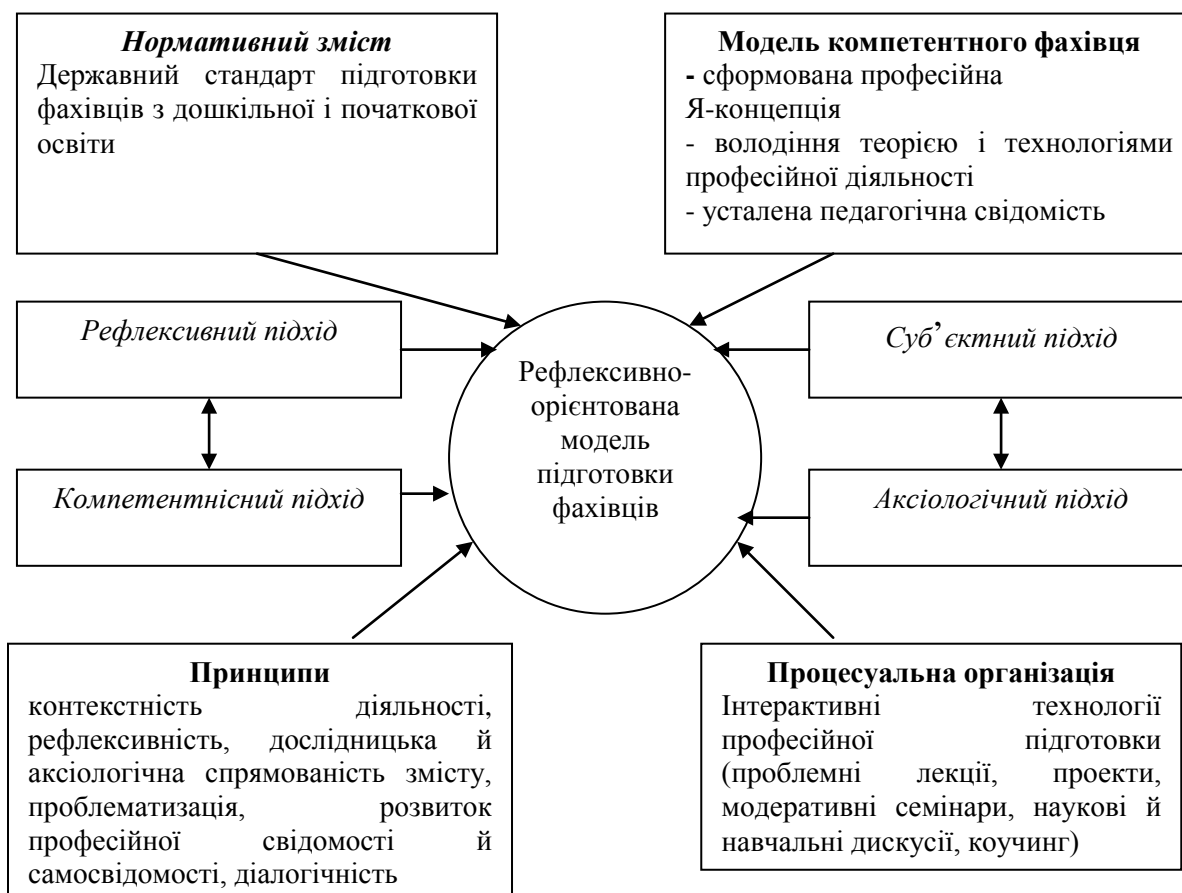 Нормативний зміст
Державний стандарт підготовки
фахівців з дошкільної і початкової
освіти
Модель компетентного фахівця
- сформована професійна
Я-концепція
- володіння теорією і технологіями
професійної діяльності
- усталена педагогічна свідомість
Рефлексивний підхід
Суб’єктний підхід
Рефлексивно-
орієнтована
модель
підготовки
фахівців
Компетентнісний підхід
Аксіологічний підхід
Принципи
контекстність діяльності,
рефлексивність, дослідницька й
аксіологічна спрямованість змісту,
проблематизація, розвиток
професійної свідомості й
самосвідомості, діалогічність
Процесуальна організація
Інтерактивні технології
професійної підготовки
(проблемні лекції, проекти,
модеративні семінари, наукові й
навчальні дискусії, коучинг)